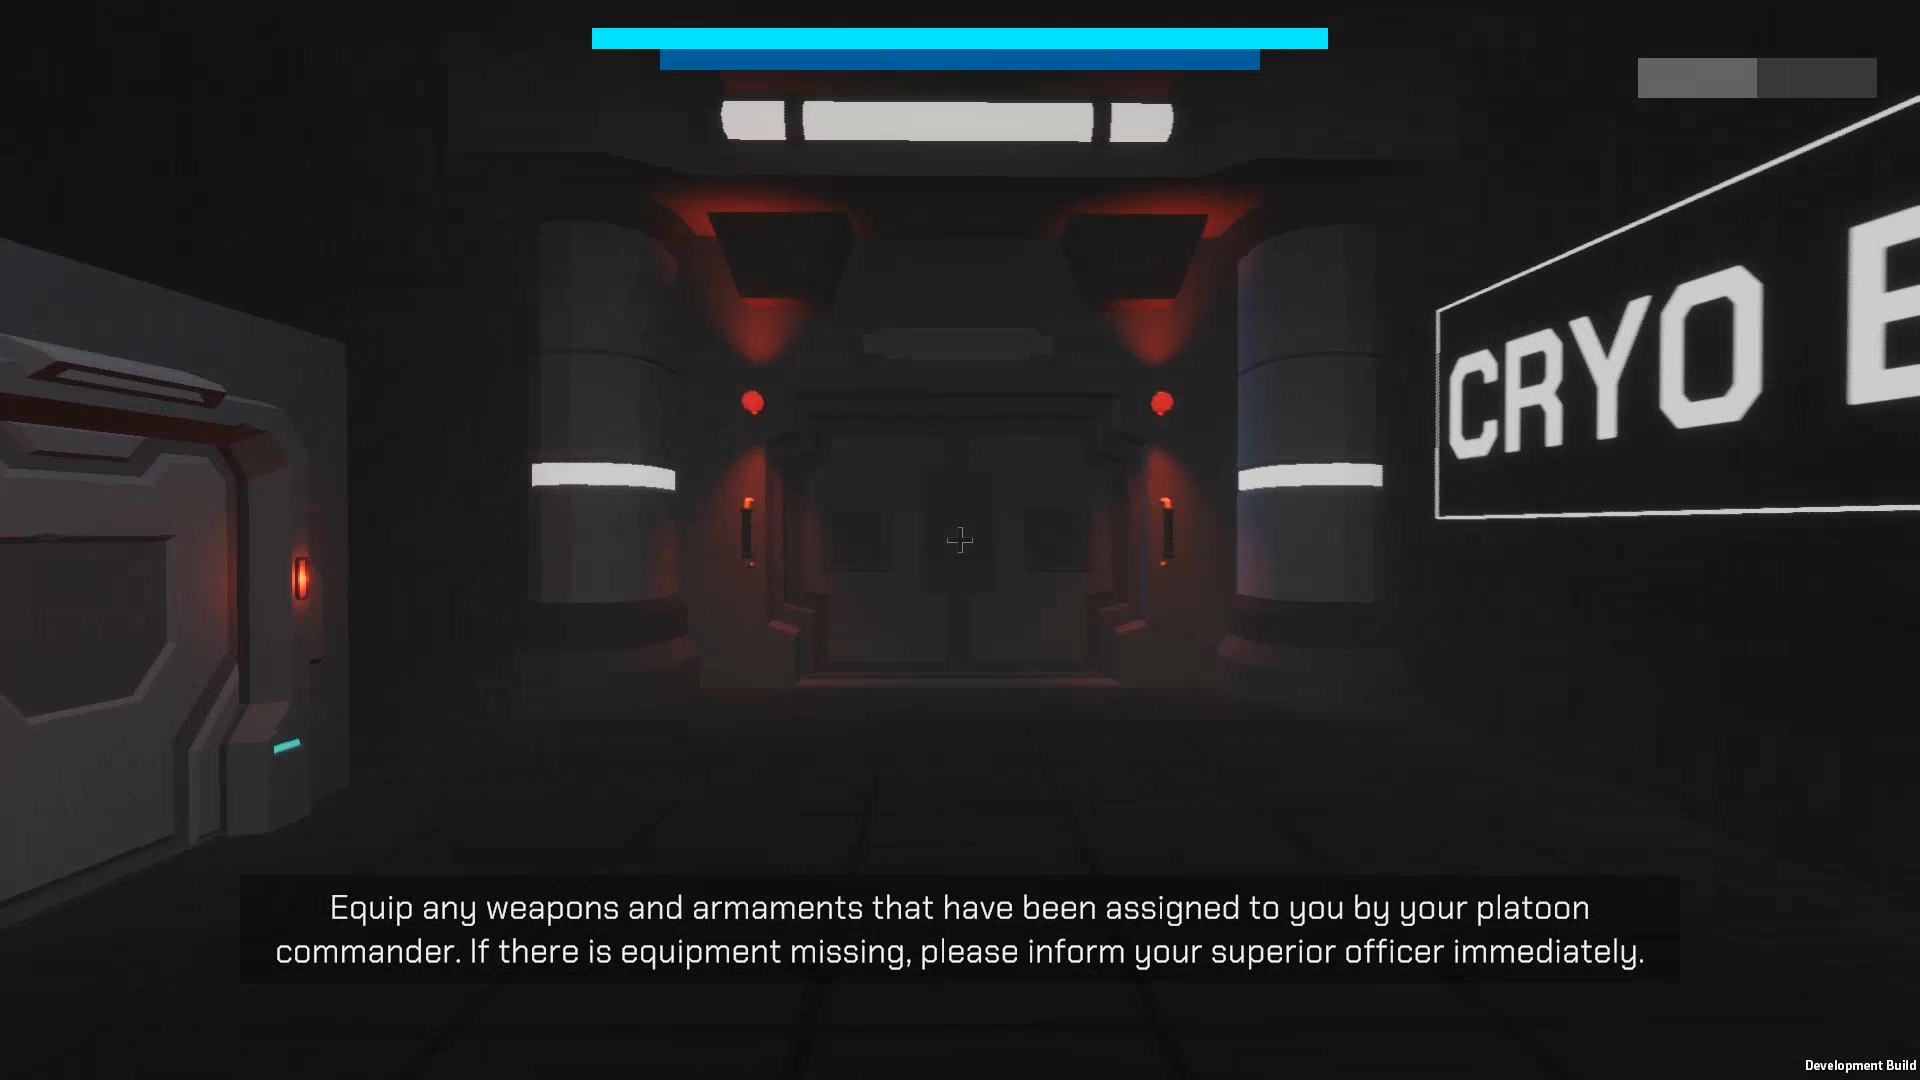 CRYO E
Equip any weapons and armaments that have been assigned to you by your platoon
commander. If there is equipment missing, please inform your superior officer immediately.
Development Build